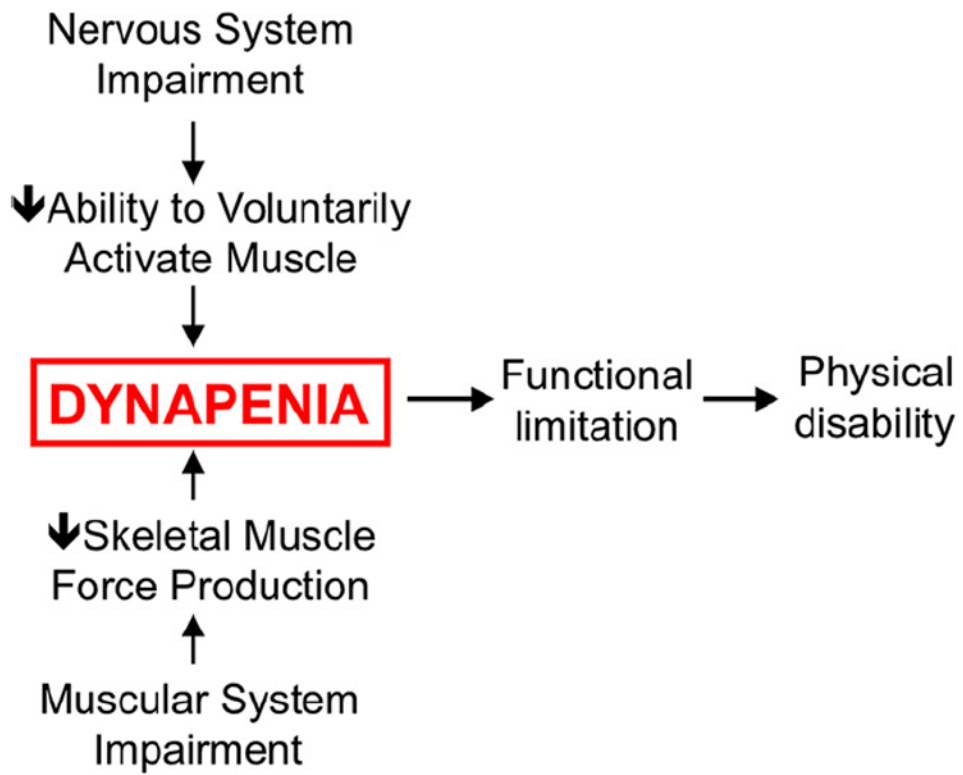 Nervous System
Impairment
↓Ability to Voluntarily
Activate Muscle
DYNAPENIA
Functional
limitation
Physical
disability
↓Skeletal Muscle
Force Production
Muscular System
Impairment